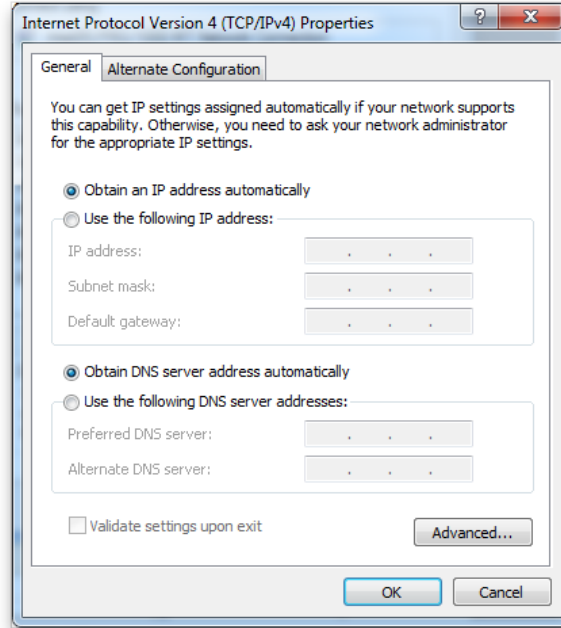 Internet Protocol Version 4 (TCP/IPv4) Properties
?
General
Alternate Configuration
You can get IP settings assigned automatically if your network supports
this capability. Otherwise, you need to ask your network administrator
for the appropriate IP settings.
Obtain an IP address automatically
Use the following IP address:
IP address:
. . .
Subnet mask:
. . .
Default gateway:
. . .
Obtain DNS server address automatically
Use the following DNS server addresses:
Preferred DNS server:
. . .
Alternate DNS server:
. . .
Validate settings upon exit
Advanced...
OK
Cancel